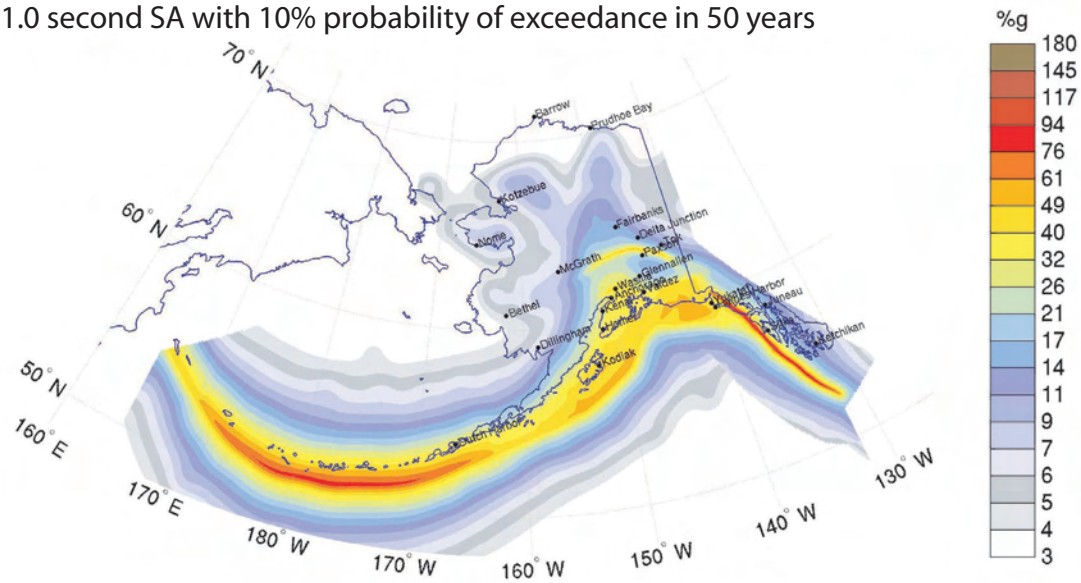 1.0 second SA with 10% probability of exceedance in 50 years
%g
180
145
117
94
76
61
49
40
32
26
21
17
14
11
9
7
6
5
4
3
70° N
60° N
50° N
160° E
170° E
180° W
170° W
160° W
150° W
140° W
130° W
Barrow
Prudhoe Bay
Kotzebue
Nome
Fairbanks
Delta Junction
Tok
McGrath
Glennallen
Valdez
Bethel
Dillingham
Homer
Kodiak
Dutch Harbor
Juneau
Ketchikan